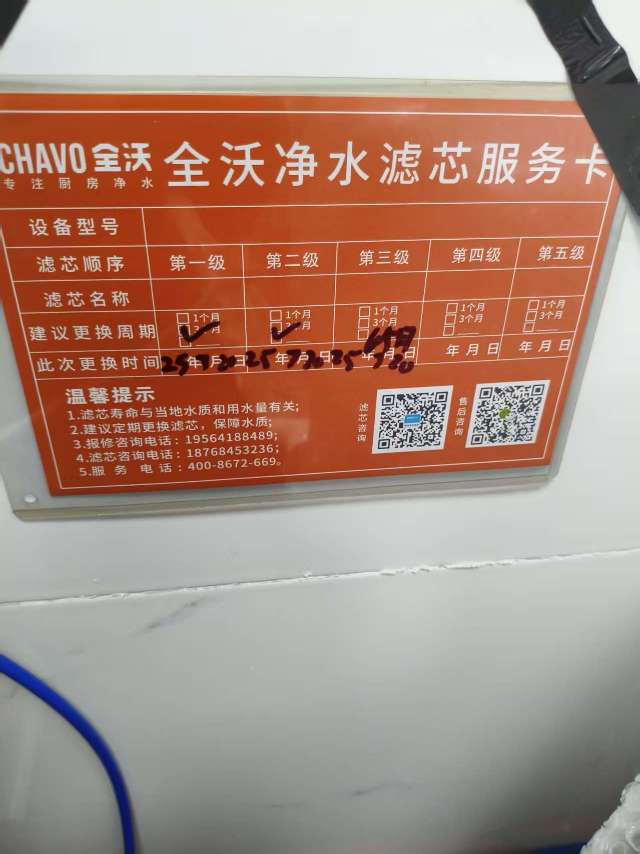 CHAVO 全沃 全沃净水滤芯服务卡
专注厨房净水
设备型号
滤芯顺序 第一级 第二级 第三级 第四级 第五级
滤芯名称
建议更换周期 1个月 1个月 1个月 1个月 1个月
3个月 3个月 3个月
此次更换时间 年月日 年月日 年月日
温馨提示
1.滤芯寿命与当地水质和用水量有关;
2.建议定期更换滤芯，保障水质;
3.报修咨询电话：19564188489;
4.滤芯咨询电话：18768453236;
5.服务电话：400-8672-669。
滤芯咨询
售后咨询